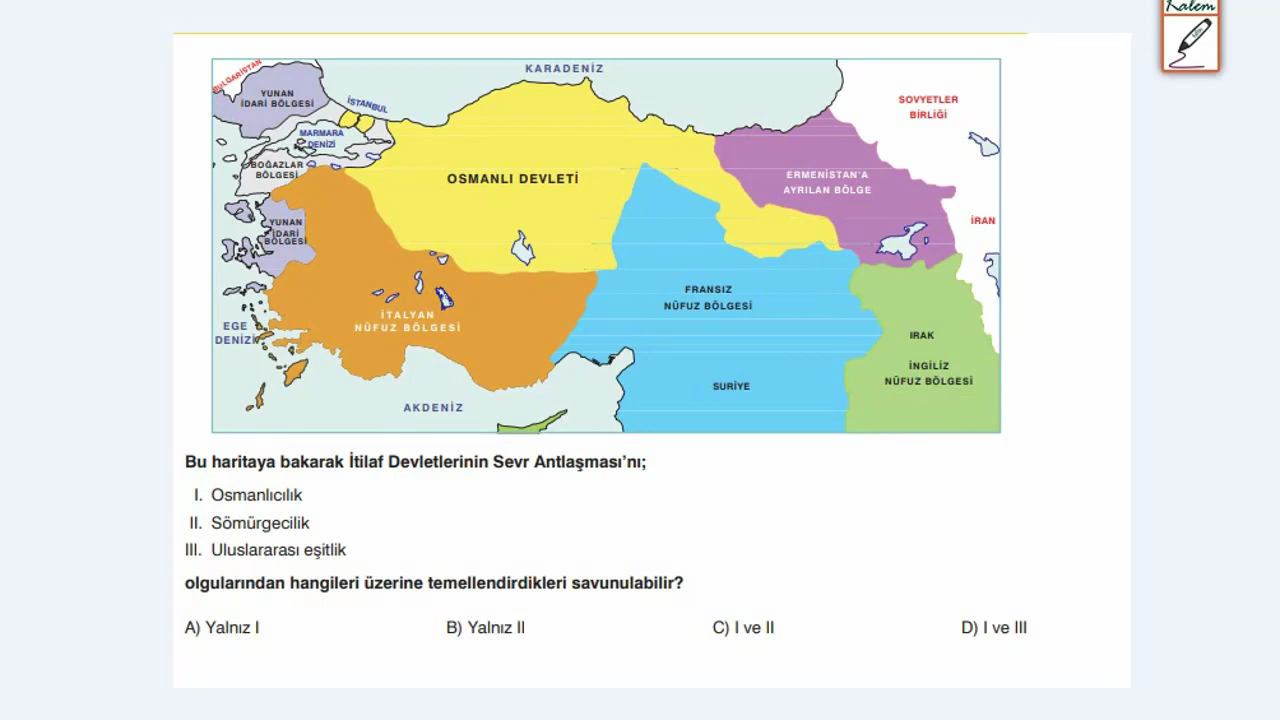 Kalem
KARADENİZ
BULGARİSTAN
YUNAN
İDARİ BÖLGESİ
İSTANBUL
SOVYETLER
BİRLİĞİ
MARMARA
DENİZİ
BOĞAZLAR
BÖLGESİ
OSMANLI DEVLETİ
ERMENİSTAN'A
AYRILAN BÖLGE
YUNAN
İDARİ
BÖLGESİ
İRAN
FRANSIZ
NÜFUZ BÖLGESİ
İTALYAN
NÜFUZ BÖLGESİ
EGE
DENİZİ
IRAK
İNGİLİZ
NÜFUZ BÖLGESİ
SURİYE
AKDENİZ
Bu haritaya bakarak İtilaf Devletlerinin Sevr Antlaşması'nı;
I. Osmanlıcılık
II. Sömürgecilik
III. Uluslararası eşitlik
olgularından hangileri üzerine temellendirdikleri savunulabilir?
A) Yalnız I B) Yalnız II C) I ve II D) I ve III